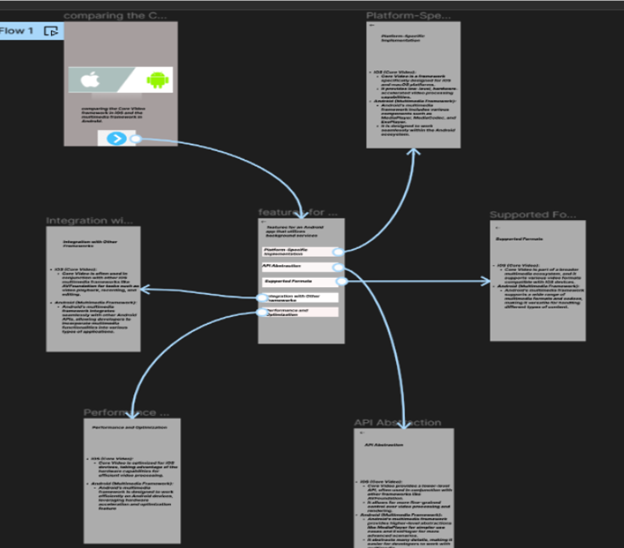 Flow 1
comparing the C...
comparing the Core Video
framework in iOS and the
multimedia framework in
Android
Platform-Spe...
Platform-Specific
Implementation
iOS (Core Video):
Core Video is a framework
specifically designed for iOS
and macOS platforms.
It provides low-level, hardware-
accelerated video processing
capabilities.
Android (Multimedia Framework):
Android's multimedia
framework includes various
components such as
MediaPlayer, MediaCodec, and
ExoPlayer.
It is designed to work
seamlessly within the Android
ecosystem.
features for ...
Features for an Android
app that utilizes
background services
Platform-Specific
Implementation
API Abstraction
Supported Formats
Integration with Other
Frameworks
Performance and
Optimization
Integration wi...
Integration with Other
Frameworks
iOS (Core Video):
Core Video is often used in
conjunction with other iOS
multimedia frameworks like
AVFoundation for tasks such as
video playback, recording, and
editing.
Android (Multimedia Framework):
Android's multimedia
framework integrates
seamlessly with other Android
APIs, allowing developers to
incorporate multimedia
functionalities into various
types of applications.
Supported Fo...
Supported Formats
iOS (Core Video):
Core Video is part of a broader
multimedia ecosystem, and it
supports various video formats
compatible with iOS devices.
Android (Multimedia Framework):
Android's multimedia framework
supports a wide range of
multimedia formats and codecs,
making it versatile for handling
different types of content.
Performance ...
Performance and Optimization
iOS (Core Video):
Core Video is optimized for iOS
devices, taking advantage of the
hardware capabilities for
efficient video processing.
Android (Multimedia Framework):
Android's multimedia
framework is designed to work
efficiently on Android devices,
leveraging hardware
acceleration and optimization
API Abstraction
API Abstraction
iOS (Core Video):
Core Video provides a lower-level
API, often used in conjunction
with other frameworks like
AVFoundation.
It allows for more fine-grained
control over video processing and
rendering.
Android (Multimedia Framework):
Android's multimedia framework
provides higher-level abstractions
like MediaPlayer for simpler use
cases and
more advanced scenarios.
It abstracts many details, making it
easier for developers to work with